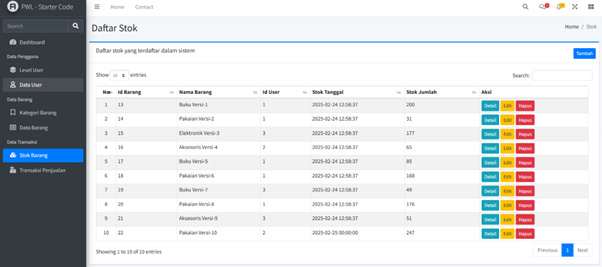 PWL - Starter Code
Home Contact
Search
Dashboard
Data Pengguna
Level User
Data User
Data Barang
Kategori Barang
Data Barang
Data Transaksi
Stok Barang
Transaksi Penjualan
Daftar Stok
Home / Stok
Daftar stok yang terdaftar dalam sistem
Tambah
Show 10 entries
Search:
No Id Barang Nama Barang Id User Stok Tanggal Stok Jumlah Aksi
1 13 Buku Versi-1 1 2025-02-24 12:58:37 200 Detail Edit Hapus
2 14 Pakaian Versi-2 1 2025-02-24 12:58:37 31 Detail Edit Hapus
3 15 Elektronik Versi-3 3 2025-02-24 12:58:37 177 Detail Edit Hapus
4 16 Aksesoris Versi-4 2 2025-02-24 12:58:37 65 Detail Edit Hapus
5 17 Buku Versi-5 1 2025-02-24 12:58:37 85 Detail Edit Hapus
6 18 Pakaian Versi-6 1 2025-02-24 12:58:37 168 Detail Edit Hapus
7 19 Buku Versi-7 3 2025-02-24 12:58:37 49 Detail Edit Hapus
8 20 Pakaian Versi-8 1 2025-02-24 12:58:37 176 Detail Edit Hapus
9 21 Aksesoris Versi-9 3 2025-02-24 12:58:37 51 Detail Edit Hapus
10 22 Pakaian Versi-10 2 2025-02-25 00:00:00 247 Detail Edit Hapus
Showing 1 to 10 of 10 entries
Previous 1 Next